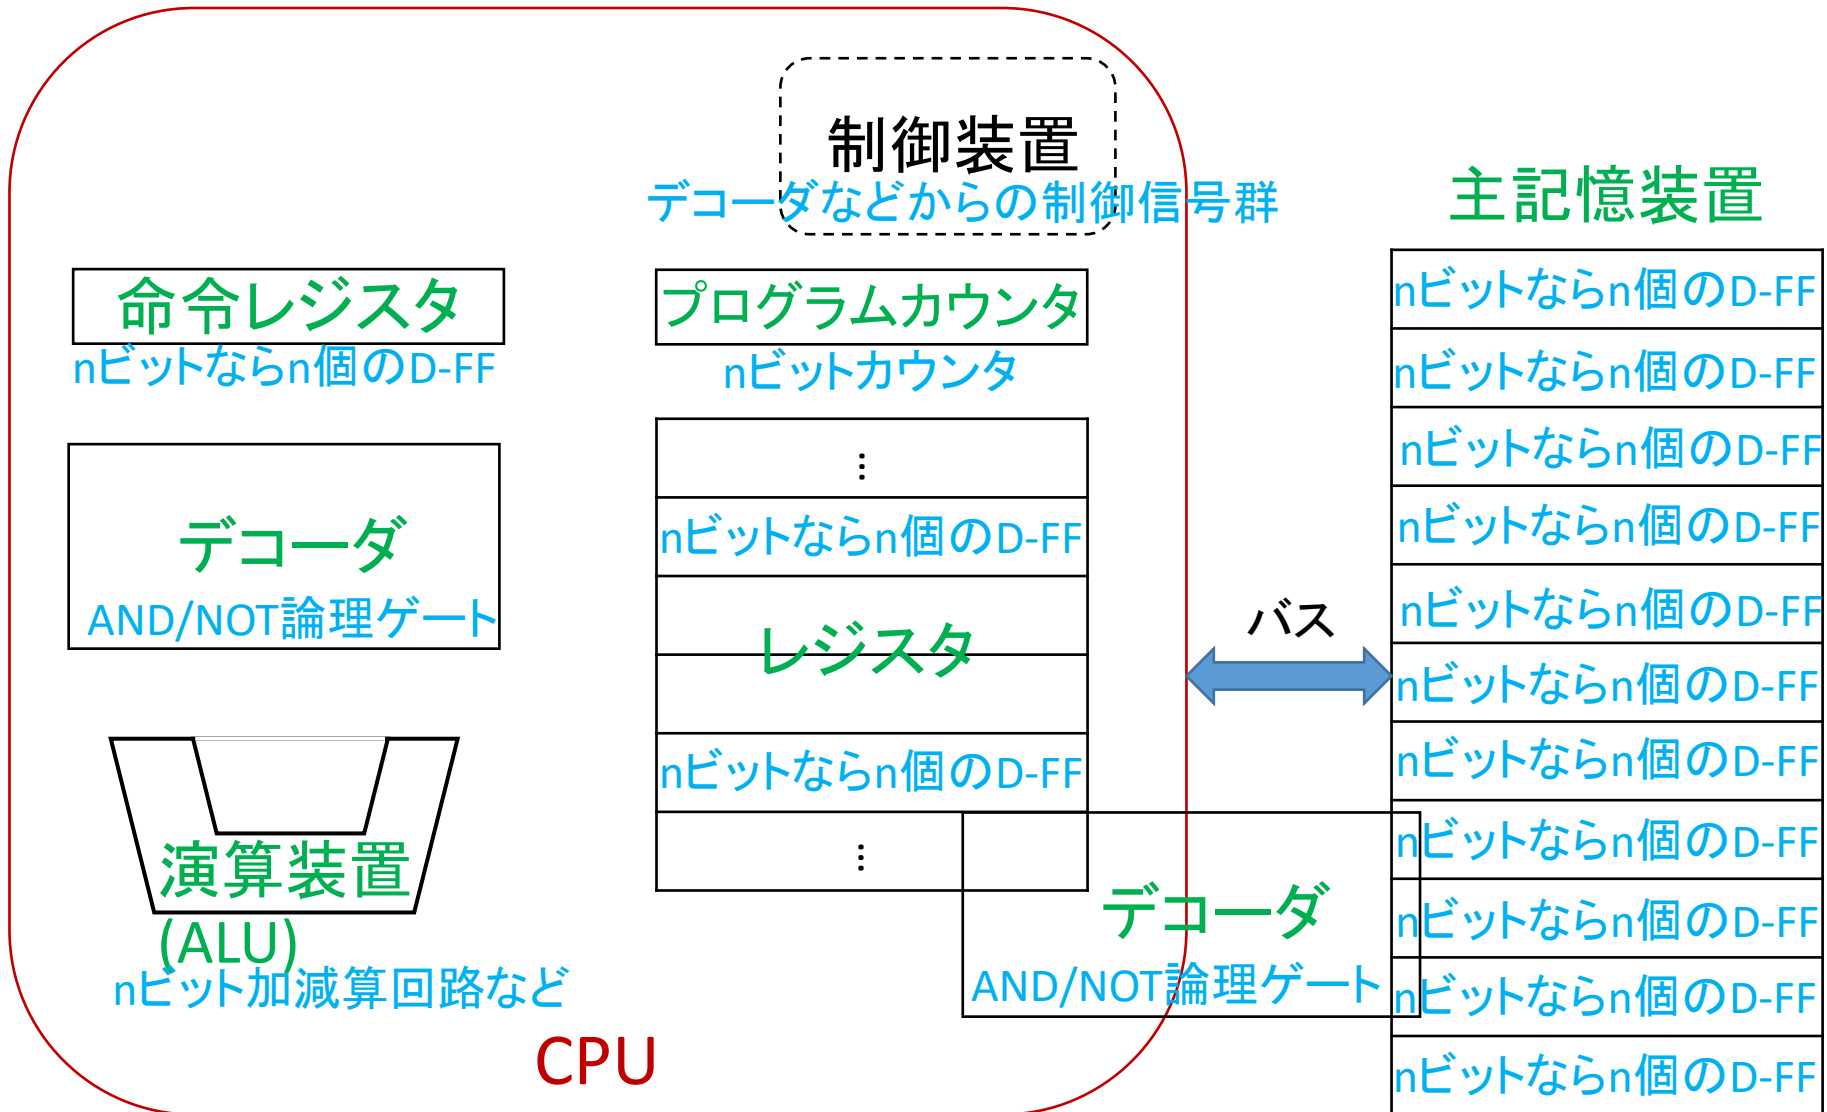 制御装置
デコーダなどからの制御信号群
命令レジスタ
nビットならn個のD-FF
プログラムカウンタ
nビットカウンタ
デコーダ
AND/NOT論理ゲート
…
nビットならn個のD-FF
レジスタ
nビットならn個のD-FF
…
演算装置
(ALU)
nビット加減算回路など
デコーダ
AND/NOT論理ゲート
CPU
バス
主記憶装置
nビットならn個のD-FF
nビットならn個のD-FF
nビットならn個のD-FF
nビットならn個のD-FF
nビットならn個のD-FF
nビットならn個のD-FF
nビットならn個のD-FF
nビットならn個のD-FF
nビットならn個のD-FF
nビットならn個のD-FF
nビットならn個のD-FF